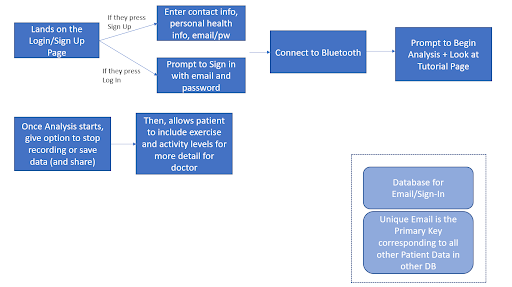 Lands on the
Login/Sign Up
Page
If they press
Sign Up
Enter contact info,
personal health
info, email/pw
If they press
Log In
Prompt to Sign In
with email and
password
Connect to Bluetooth
Prompt to Begin
Analysis + Look at
Tutorial Page
Once Analysis starts,
give option to stop
recording or save
data (and share)
Then, allows patient
to include exercise
and activity levels for
more detail for
doctor
Database for
Email/Sign-In
Unique Email is the
Primary Key
corresponding to all
other Patient Data in
other DB